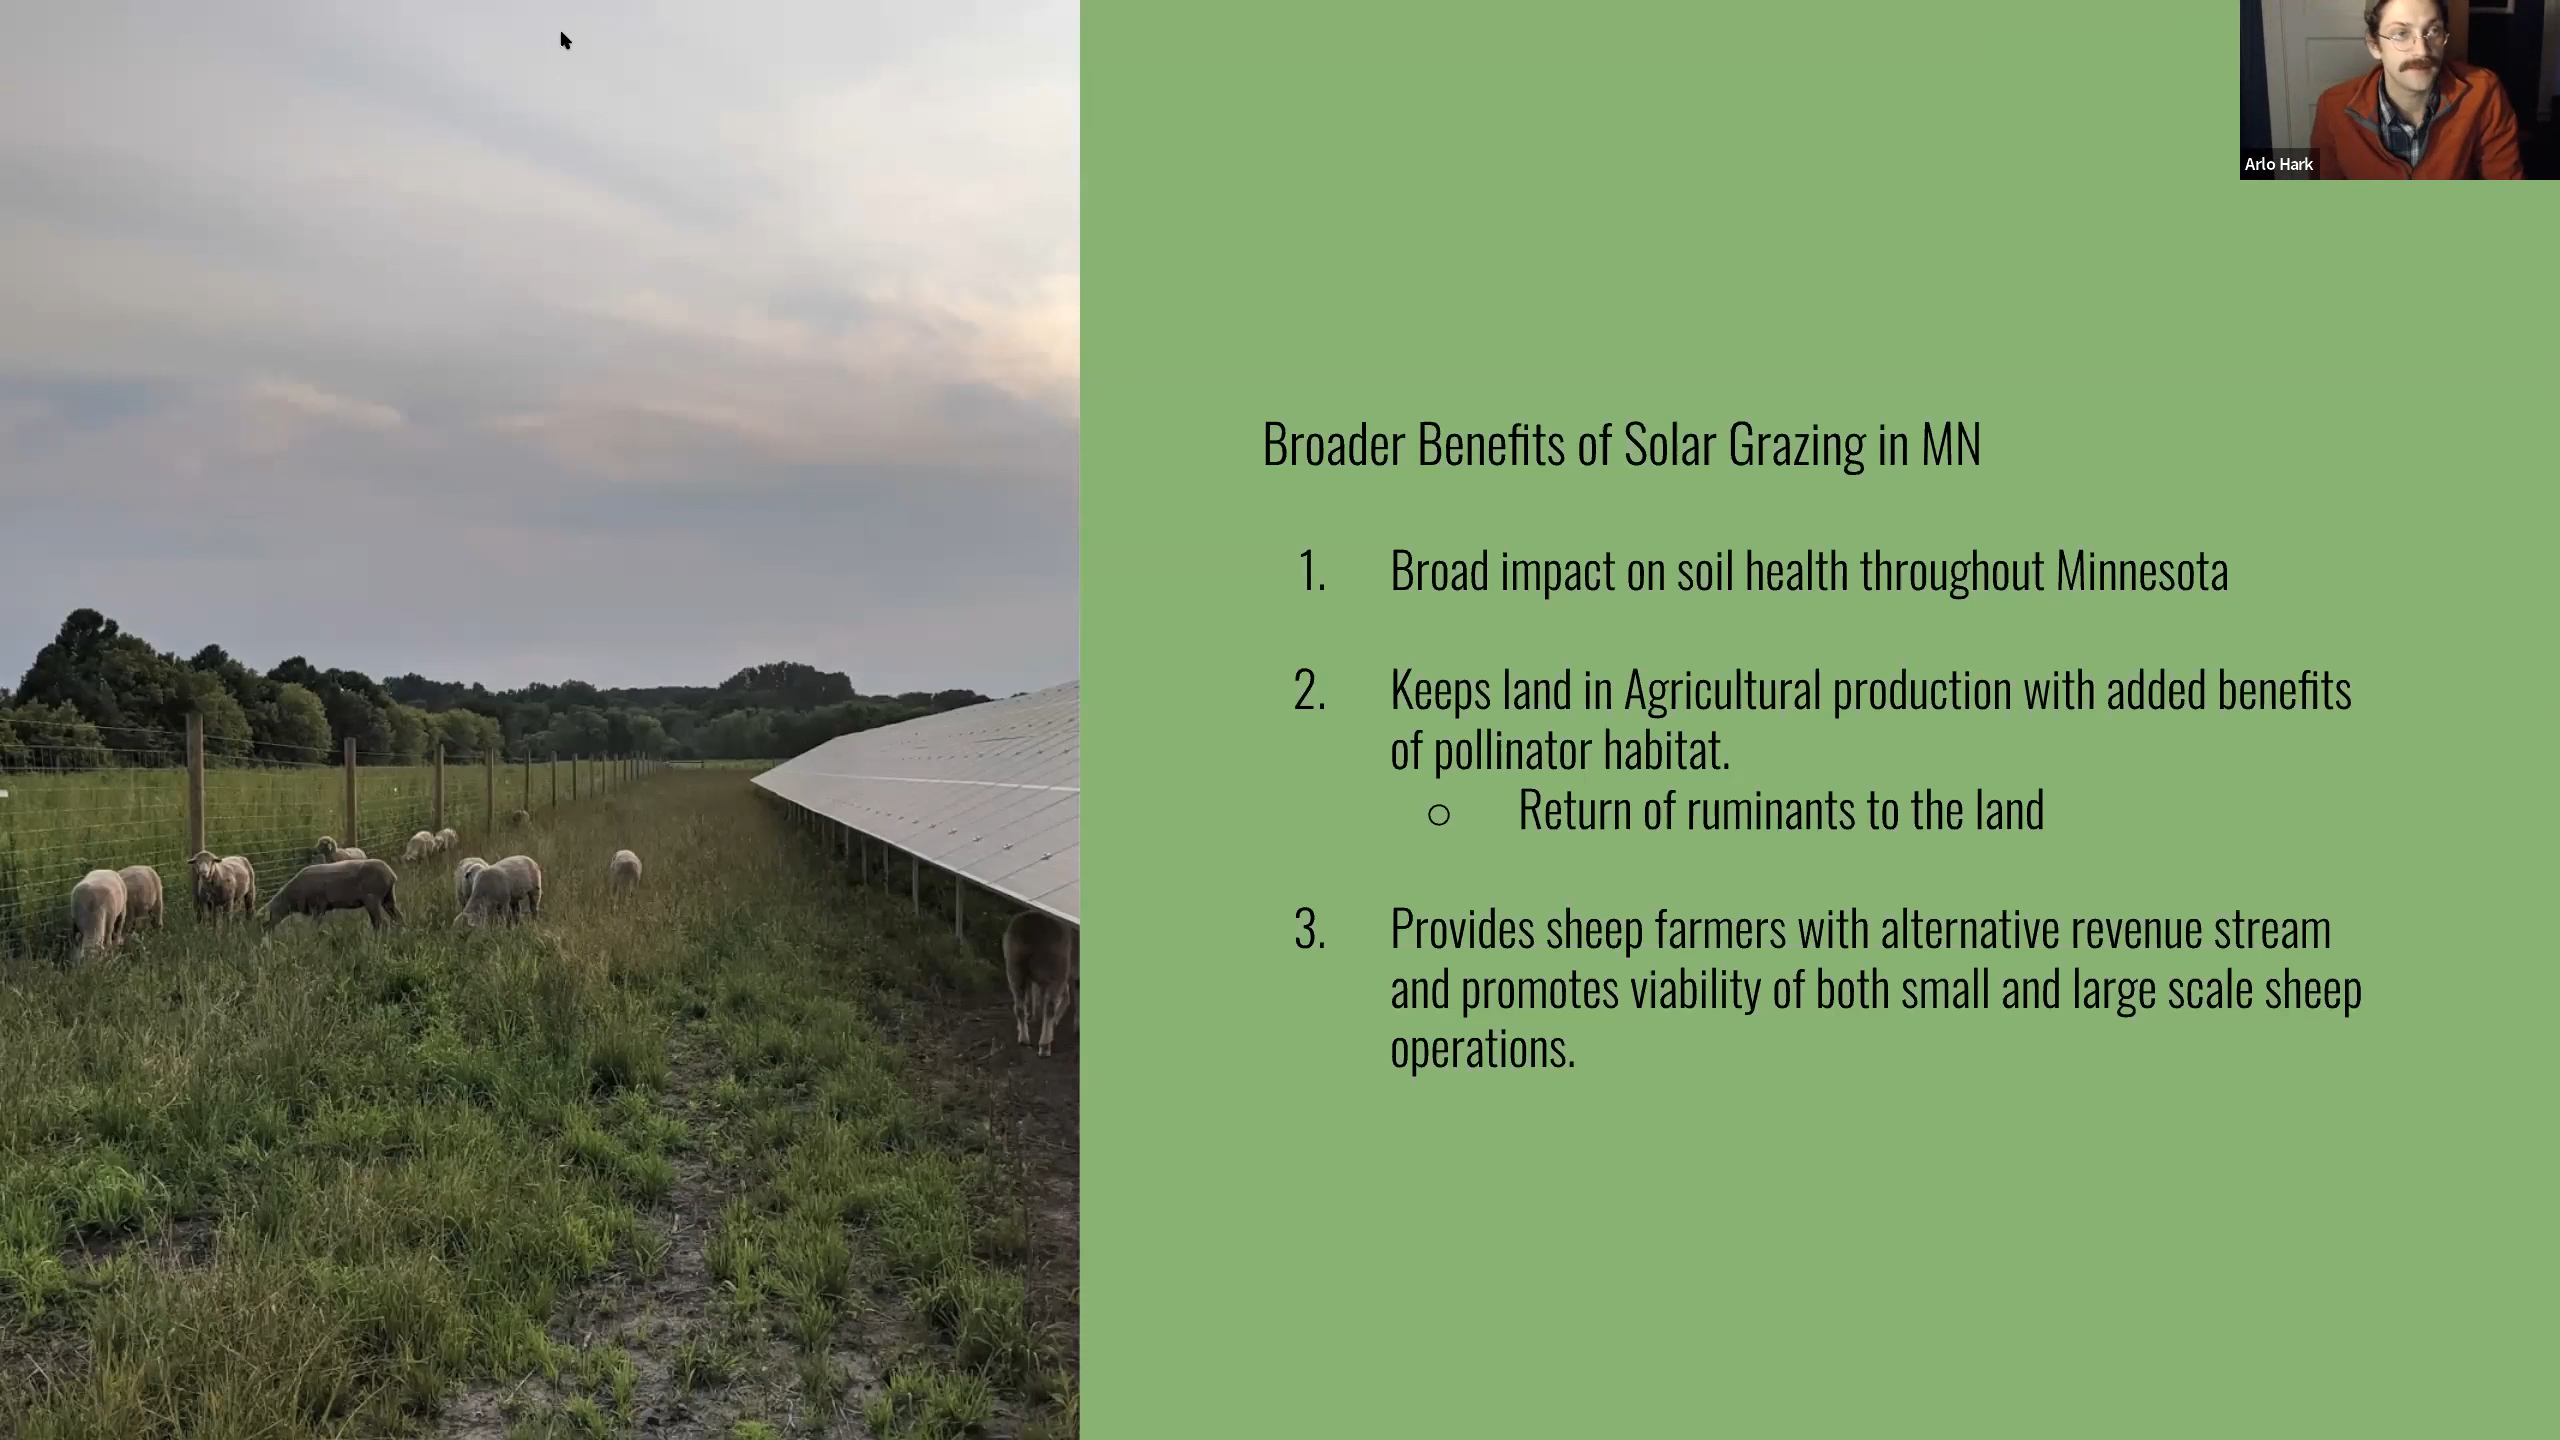 Arlo Hark
Broader Benefits of Solar Grazing in MN
1. Broad impact on soil health throughout Minnesota
2. Keeps land in Agricultural production with added benefits
of pollinator habitat.
○ Return of ruminants to the land
3. Provides sheep farmers with alternative revenue stream
and promotes viability of both small and large scale sheep
operations.